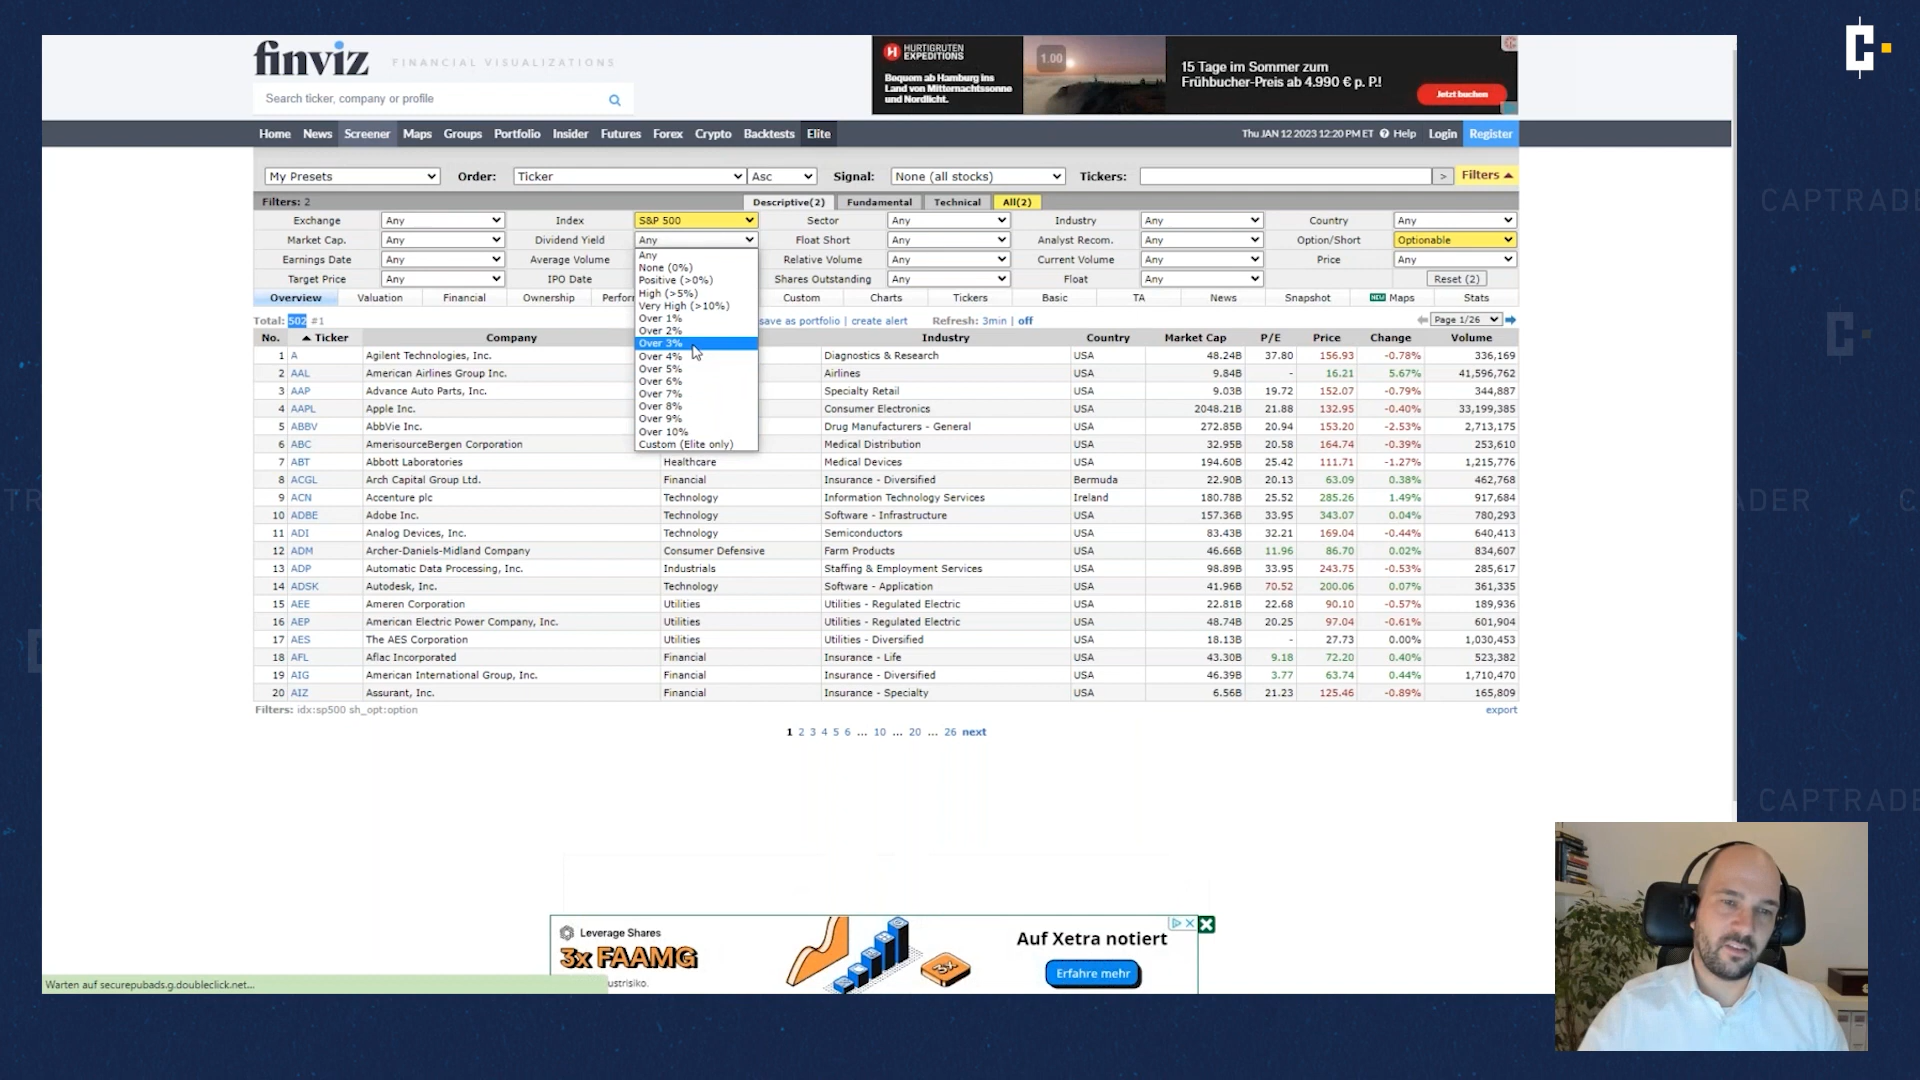 finviz FINANCIAL VISUALIZATIONS
HURTIGRUTEN EXPEDITIONS
Bequem ab Hamburg ins Land von Mitternachtssonne und Nordlicht.
1.00
15 Tage im Sommer zum Frühbucher-Preis ab 4.990 € p. P.!
Jetzt buchen
Search ticker, company or profile
Home News Screener Maps Groups Portfolio Insider Futures Forex Crypto Backtests Elite Thu JAN 12 2023 12:20 PM ET Help Login Register
My Presets Order: Ticker Asc Signal: None (all stocks) Tickers: > Filters
Filters: 2 Descriptive(2) Fundamental Technical All(2)
Exchange Any Index S&P 500 Sector Any Industry Any Country Any
Market Cap. Any Dividend Yield Any Float Short Any Analyst Recom. Any Option/Short Optionable
Earnings Date Any Average Volume Relative Volume Any Current Volume Any Price Any
Target Price Any IPO Date Shares Outstanding Any Float Any Reset (2)
Any
None (0%)
Positive (>0%)
High (>5%)
Very High (>10%)
Over 1%
Over 2%
Over 3%
Over 4%
Over 5%
Over 6%
Over 7%
Over 8%
Over 9%
Over 10%
Custom (Elite only)
Overview Valuation Financial Ownership Perfor Custom Charts Tickers Basic TA News Snapshot NEW Maps Stats
Total: 502 #1 save as portfolio | create alert Refresh: 3min | off Page 1/26
No. Ticker Company Industry Country Market Cap P/E Price Change Volume
1 A Agilent Technologies, Inc. Diagnostics & Research USA 48.24B 37.80 156.93 -0.78% 336,169
2 AAL American Airlines Group Inc. Airlines USA 9.84B - 16.21 5.67% 41,596,762
3 AAP Advance Auto Parts, Inc. Specialty Retail USA 9.03B 19.72 152.07 -0.79% 344,887
4 AAPL Apple Inc. Consumer Electronics USA 2048.21B 21.88 132.95 -0.40% 33,199,385
5 ABBV AbbVie Inc. Drug Manufacturers - General USA 272.85B 20.94 153.20 -2.53% 2,713,175
6 ABC AmerisourceBergen Corporation Medical Distribution USA 32.95B 20.58 164.74 -0.39% 253,610
7 ABT Abbott Laboratories Healthcare Medical Devices USA 194.60B 25.42 111.71 -1.27% 1,215,776
8 ACGL Arch Capital Group Ltd. Financial Insurance - Diversified Bermuda 22.90B 20.13 63.09 0.38% 462,768
9 ACN Accenture plc Technology Information Technology Services Ireland 180.78B 25.52 285.26 1.49% 917,684
10 ADBE Adobe Inc. Technology Software - Infrastructure USA 157.36B 33.95 343.07 0.04% 780,293
11 ADI Analog Devices, Inc. Technology Semiconductors USA 83.43B 32.21 169.04 -0.44% 640,413
12 ADM Archer-Daniels-Midland Company Consumer Defensive Farm Products USA 46.66B 11.96 86.70 0.02% 834,607
13 ADP Automatic Data Processing, Inc. Industrials Staffing & Employment Services USA 98.89B 33.95 243.75 -0.53% 285,617
14 ADSK Autodesk, Inc. Technology Software - Application USA 41.96B 70.52 200.06 0.07% 361,335
15 AEE Ameren Corporation Utilities Utilities - Regulated Electric USA 22.81B 22.68 90.10 -0.57% 189,936
16 AEP American Electric Power Company, Inc. Utilities Utilities - Regulated Electric USA 48.74B 20.25 97.04 -0.61% 601,904
17 AES The AES Corporation Utilities Utilities - Diversified USA 18.13B - 27.73 0.00% 1,030,453
18 AFL Aflac Incorporated Financial Insurance - Life USA 43.30B 9.18 72.20 0.40% 523,382
19 AIG American International Group, Inc. Financial Insurance - Diversified USA 46.39B 3.77 63.74 0.44% 1,710,470
20 AIZ Assurant, Inc. Financial Insurance - Specialty USA 6.56B 21.23 125.46 -0.89% 165,809
Filters: idx:sp500 sh_opt:option export
1 2 3 4 5 6 ... 10 ... 20 ... 26 next
Leverage Shares
3x FAAMG
ustrisiko.
3x
Auf Xetra notiert
Erfahre mehr
Warten auf securepubads.g.doubleclick.net...
CAPTRADE
TR
ADER
C
CAPTRADE